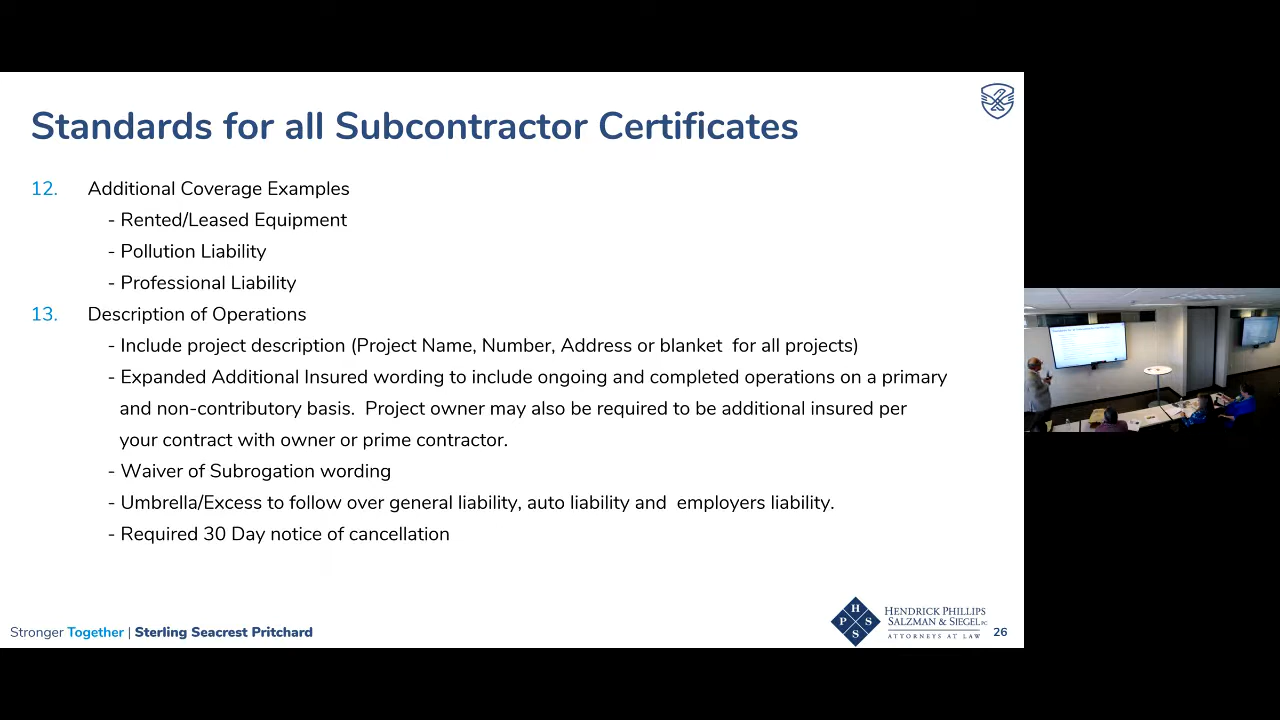 Standards for all Subcontractor Certificates
12. Additional Coverage Examples
- Rented/Leased Equipment
- Pollution Liability
- Professional Liability
13. Description of Operations
- Include project description (Project Name, Number, Address or blanket  for all projects)
- Expanded Additional Insured wording to include ongoing and completed operations on a primary
and non-contributory basis.  Project owner may also be required to be additional insured per
your contract with owner or prime contractor.
- Waiver of Subrogation wording
- Umbrella/Excess to follow over general liability, auto liability and  employers liability.
- Required 30 Day notice of cancellation
Stronger Together | Sterling Seacrest Pritchard
H
P S
S
HENDRICK PHILLIPS
SALZMAN & SIEGEL PC
ATTORNEYS AT LAW
26